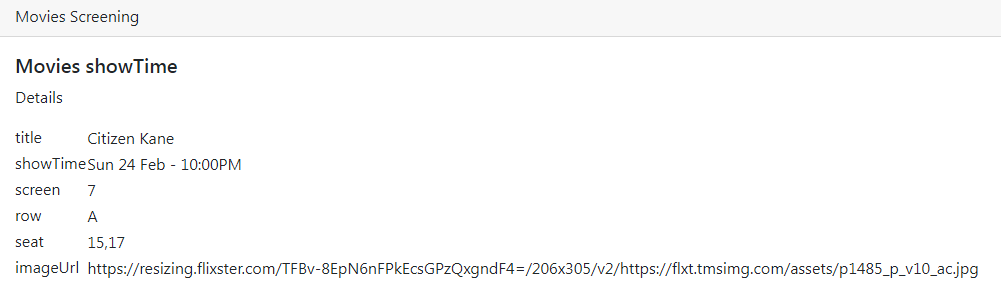 Movies Screening
Movies showTime
Details
title Citizen Kane
showTime Sun 24 Feb - 10:00PM
screen 7
row A
seat 15,17
imageUrl https://resizing.flixster.com/TFBv-8EpN6nFPkEcsGPzQxgndF4=/206x305/v2/https://flxt.tmsimg.com/assets/p1485_p_v10_ac.jpg